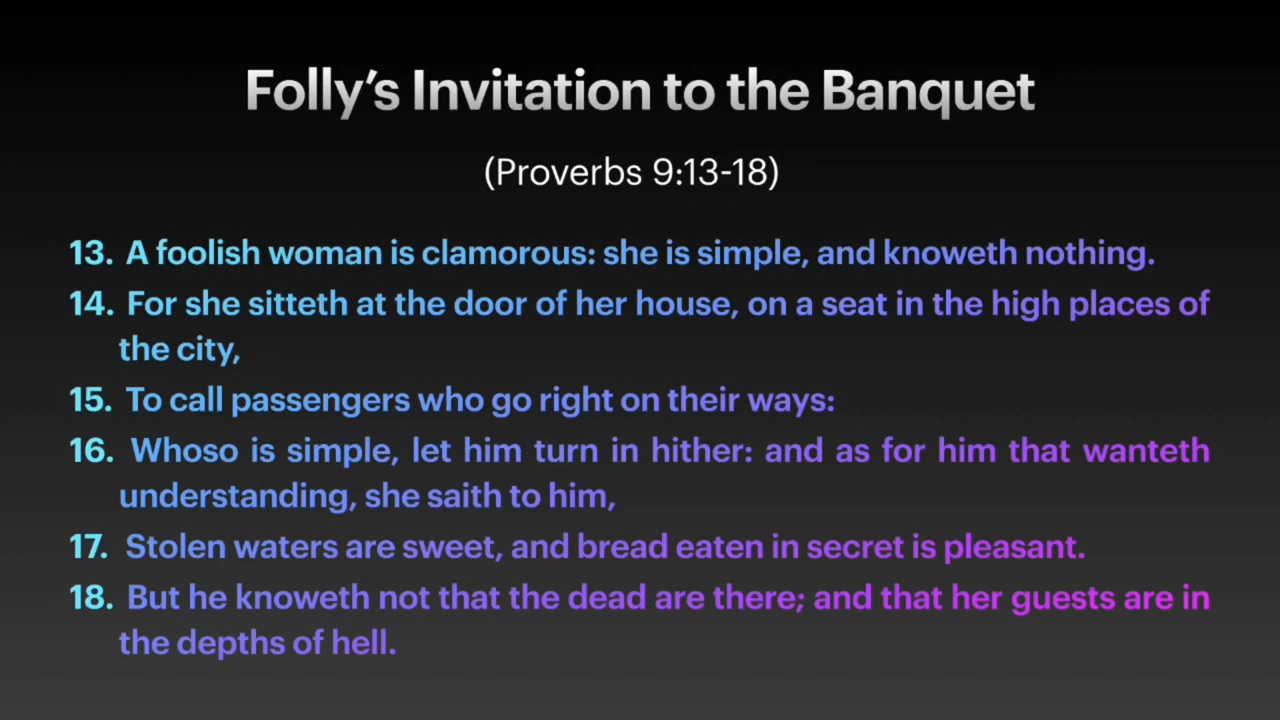 Folly’s Invitation to the Banquet
(Proverbs 9:13-18)
13. A foolish woman is clamorous: she is simple, and knoweth nothing.
14. For she sitteth at the door of her house, on a seat in the high places of
the city,
15. To call passengers who go right on their ways:
16. Whoso is simple, let him turn in hither: and as for him that wanteth
understanding, she saith to him,
17. Stolen waters are sweet, and bread eaten in secret is pleasant.
18. But he knoweth not that the dead are there; and that her guests are in
the depths of hell.